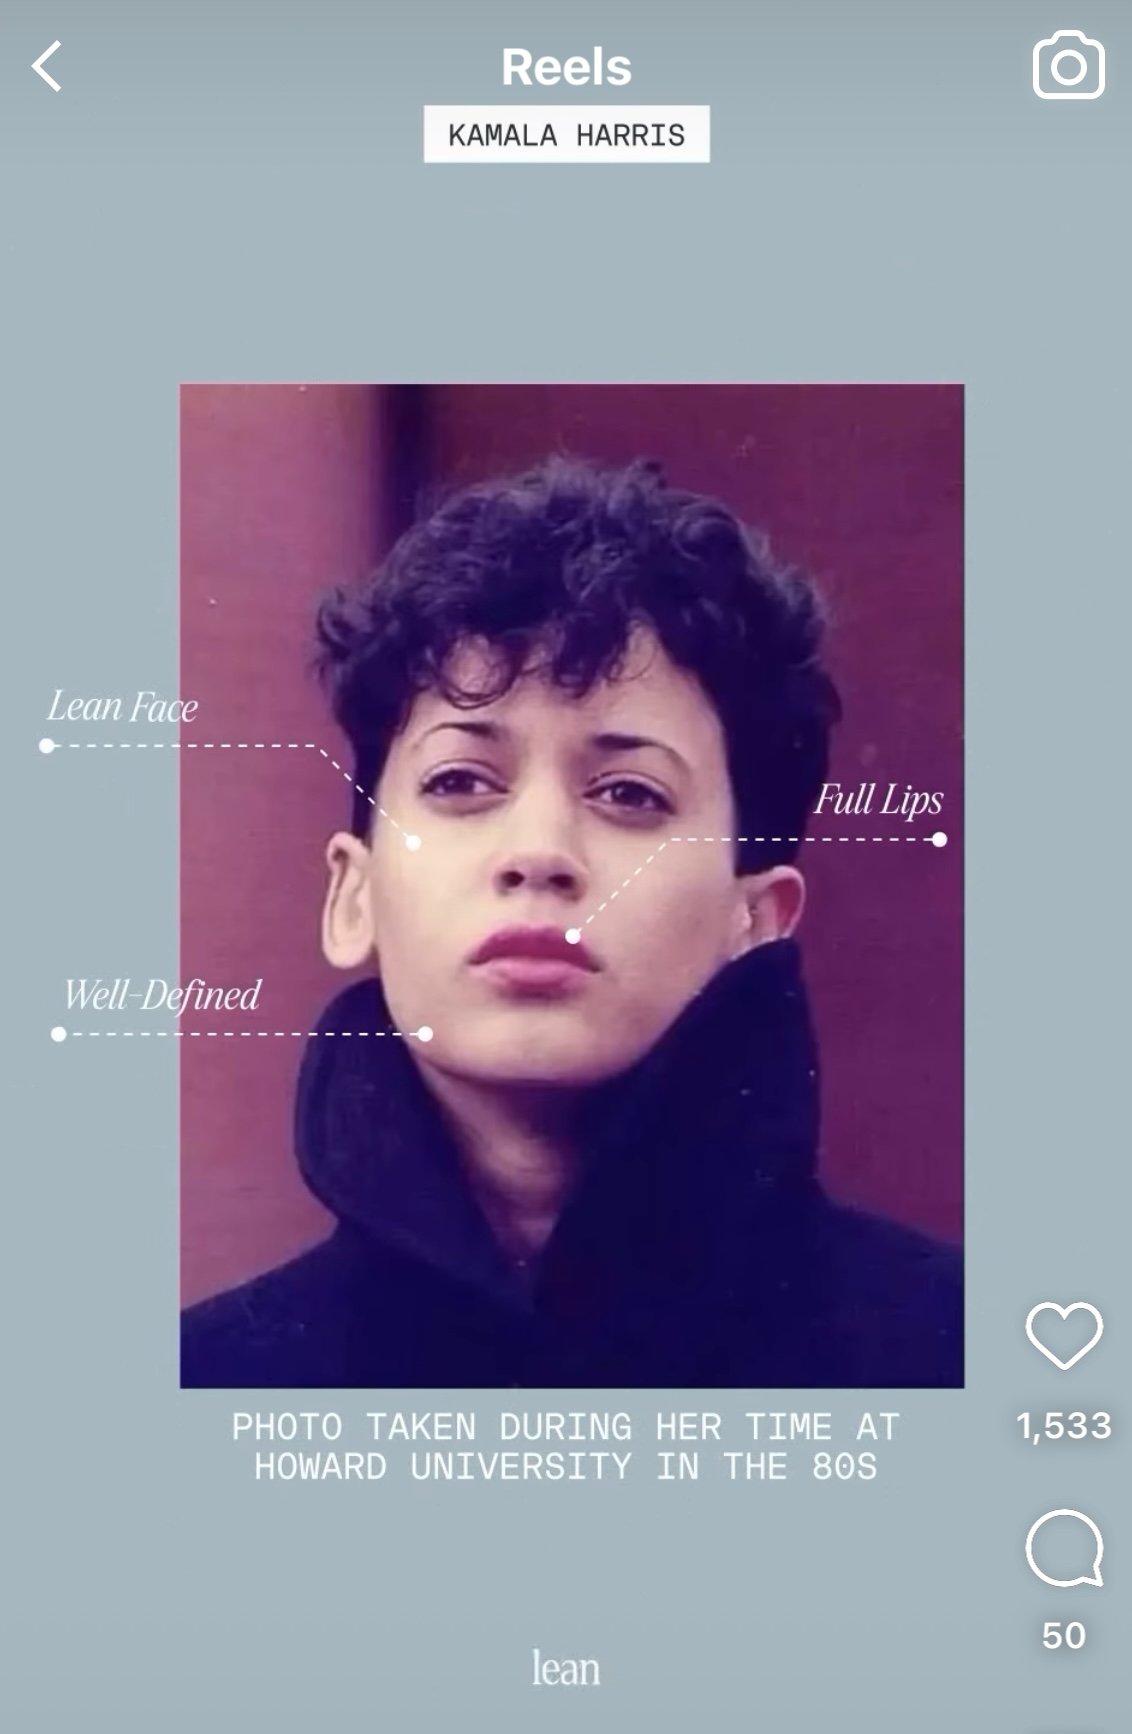 Reels
KAMALA HARRIS
Lean Face
Full Lips
Well-Defined
PHOTO TAKEN DURING HER TIME AT
HOWARD UNIVERSITY IN THE 80S
1,533
50
lean